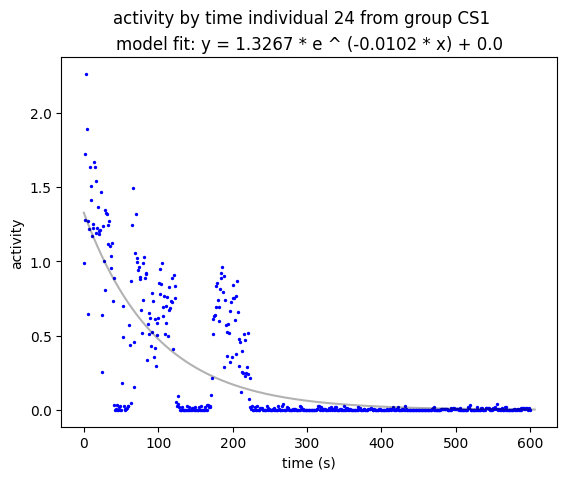 activity by time individual 24 from group CS1
model fit: y = 1.3267 * e ^ (-0.0102 * x) + 0.0
2.0
1.5
1.0
0.5
0.0
activity
0 100 200 300 400 500 600
time (s)